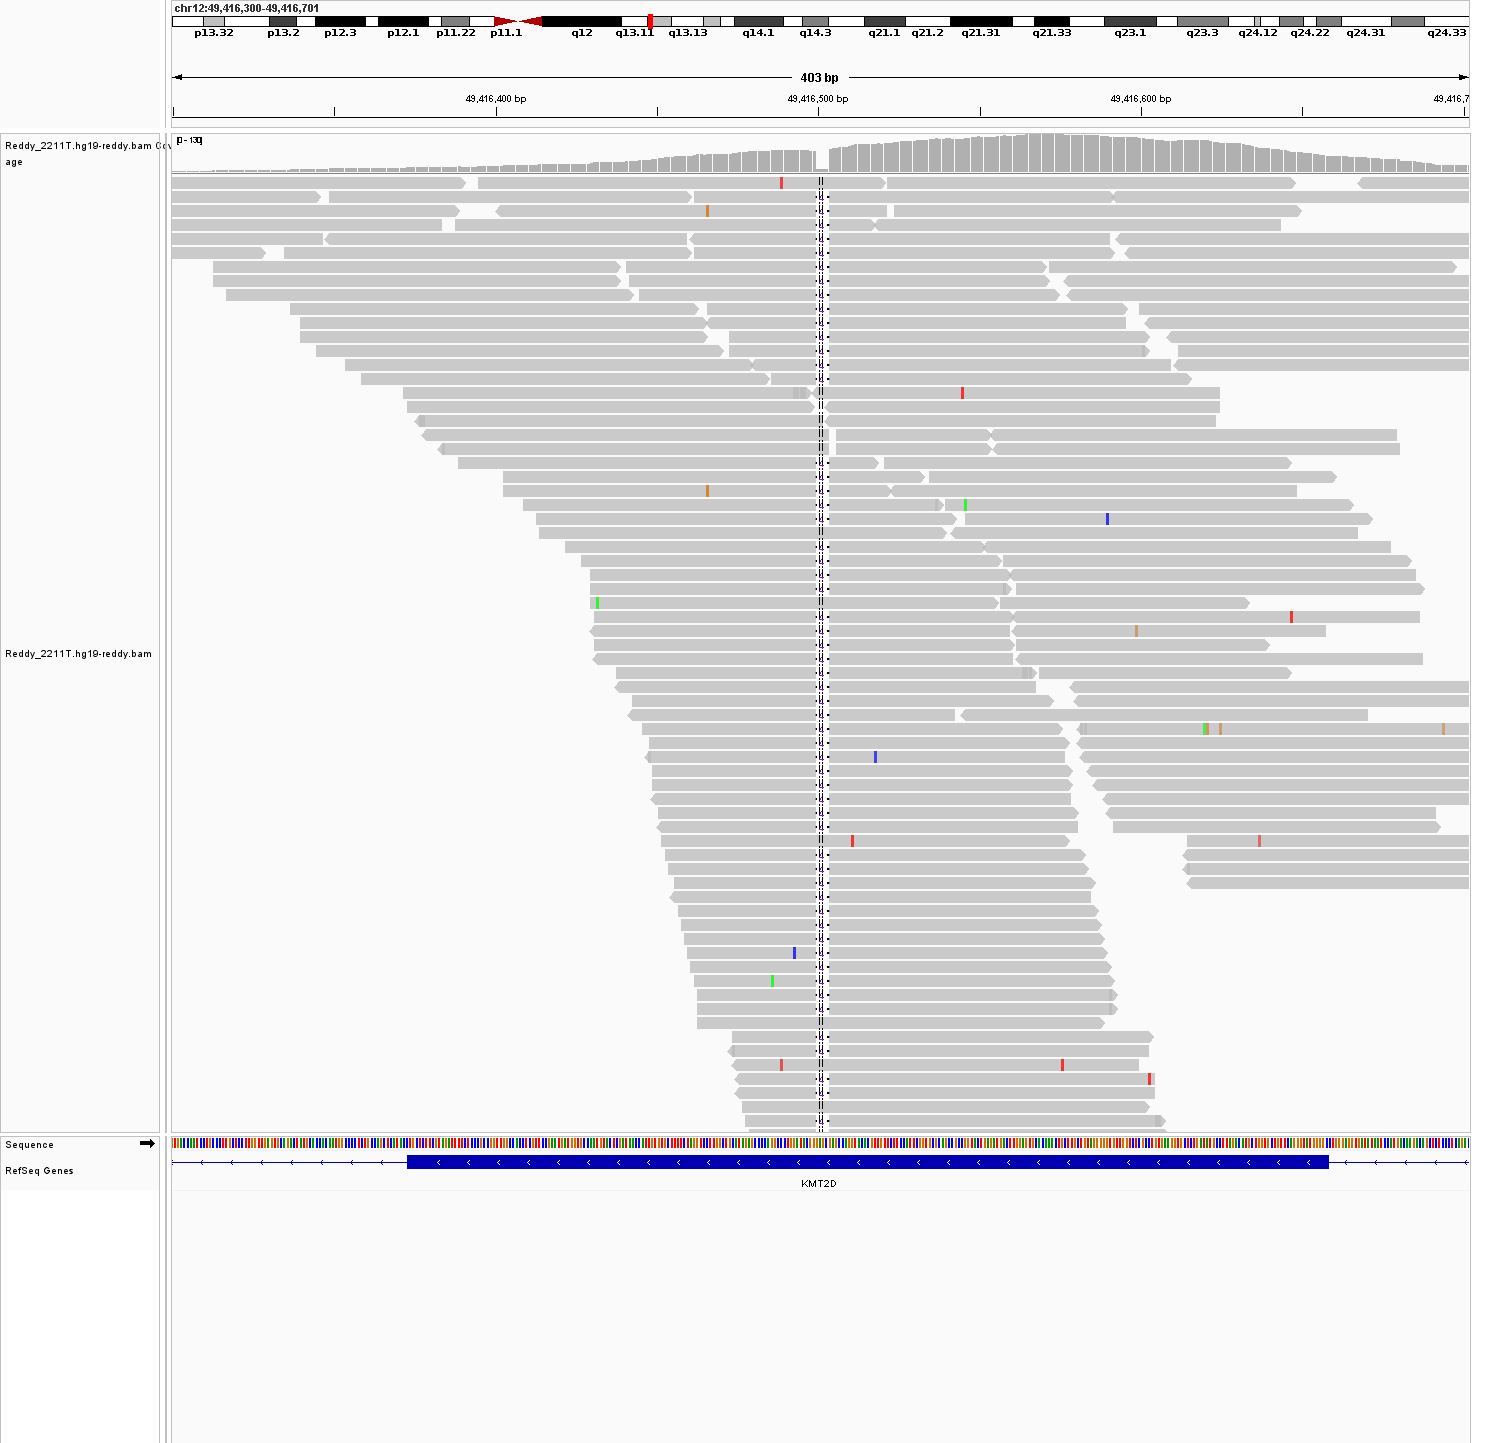 chr12:49,416,300-49,416,701
p13.32 p13.2 p12.3 p12.1 p11.22 p11.1 q12 q13.11 q13.13 q14.1 q14.3 q21.1 q21.2 q21.31 q21.33 q23.1 q23.3 q24.12 q24.22 q24.31 q24.33
403 bp
49,416,400 bp 49,416,500 bp 49,416,600 bp 49,416,7
[0 - 130]
Reddy_2211T.hg19-reddy.bam Cov
age
Reddy_2211T.hg19-reddy.bam
Sequence
RefSeq Genes
KMT2D